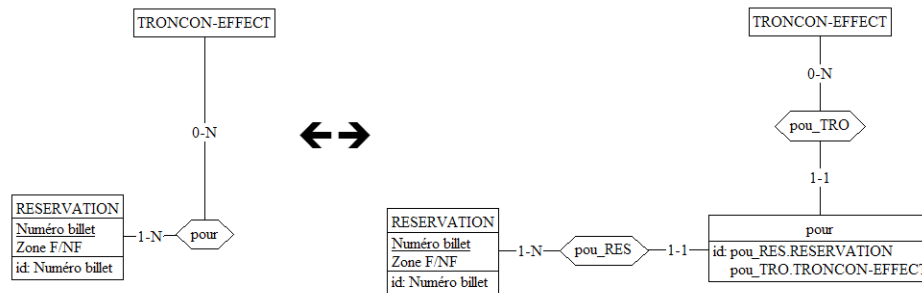 TRONCON-EFFECT
0-N
RESERVATION
Numéro billet
Zone F/NF
id: Numéro billet
1-N
pour
TRONCON-EFFECT
0-N
pou_TRO
1-1
RESERVATION
Numéro billet
Zone F/NF
id: Numéro billet
1-N
pou_RES
1-1
pour
id: pou_RES.RESERVATION
pou_TRO.TRONCON-EFFECT